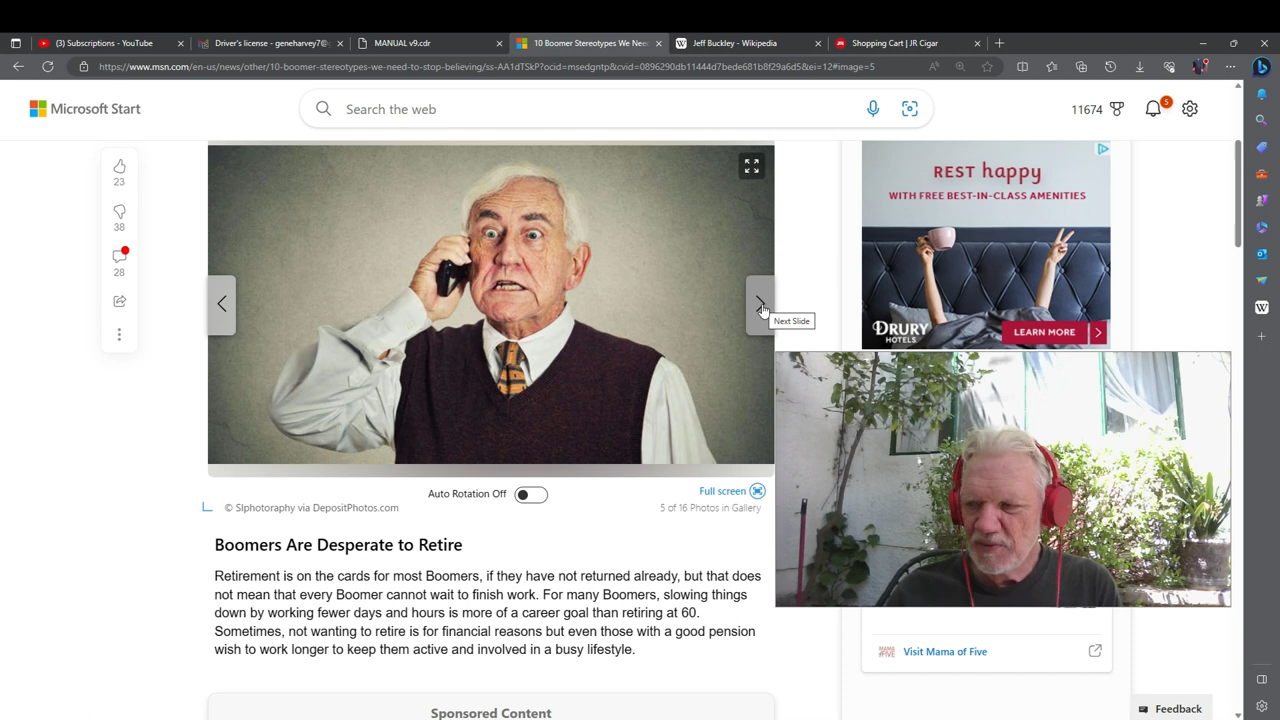 (3) Subscriptions - YouTube
Driver's license - geneharvey7@
MANUAL v9.cdr
10 Boomer Stereotypes We Nee
Jeff Buckley - Wikipedia
Shopping Cart | JR Cigar
https://www.msn.com/en-us/news/other/10-boomer-stereotypes-we-need-to-stop-believing/ss-AA1dTSkP?ocid=msedgntp&cvid=0896290db11444d7bede681b8f29a6d5&ei=12#image=5
Microsoft Start
Search the web
11674
5
23
38
28
Next Slide
REST happy
WITH FREE BEST-IN-CLASS AMENITIES
DRURY
HOTELS
LEARN MORE
Auto Rotation Off
Full screen
© SIphotoraphy via DepositPhotos.com
5 of 16 Photos in Gallery
Boomers Are Desperate to Retire
Retirement is on the cards for most Boomers, if they have not returned already, but that does
not mean that every Boomer cannot wait to finish work. For many Boomers, slowing things
down by working fewer days and hours is more of a career goal than retiring at 60.
Sometimes, not wanting to retire is for financial reasons but even those with a good pension
wish to work longer to keep them active and involved in a busy lifestyle.
Visit Mama of Five
Sponsored Content
Feedback